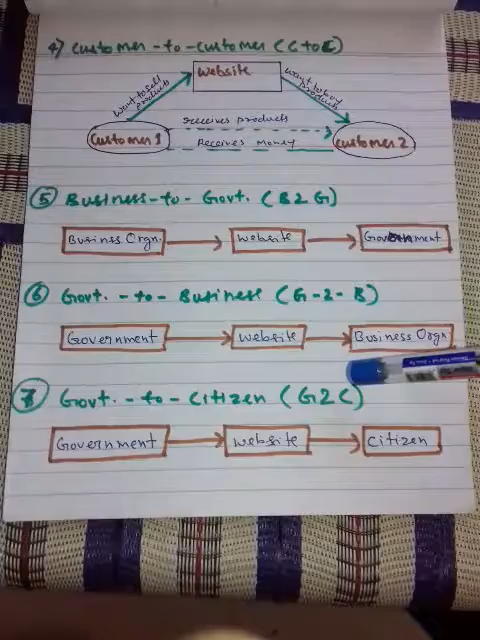 4) Customer-to-Customer (C to C)
Website
Want to sell products
Want to buy products
receives products
Customer 1
Customer 2
Receives Money
5 Business-to-Govt. (B2G)
Business Orgn.
Website
Government
6 Govt.-to-Business (G-2-B)
Government
Website
Business Orgn
7 Govt.-to-Citizen (G2C)
Government
Website
Citizen